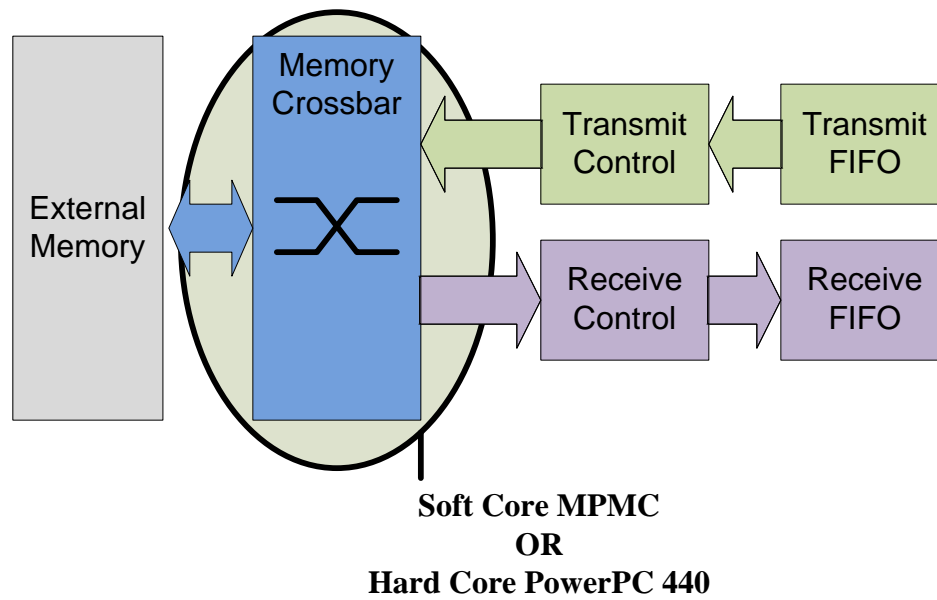 External
Memory
Memory
Crossbar
Transmit
Control
Transmit
FIFO
Receive
Control
Receive
FIFO
Soft Core MPMC
OR
Hard Core PowerPC 440